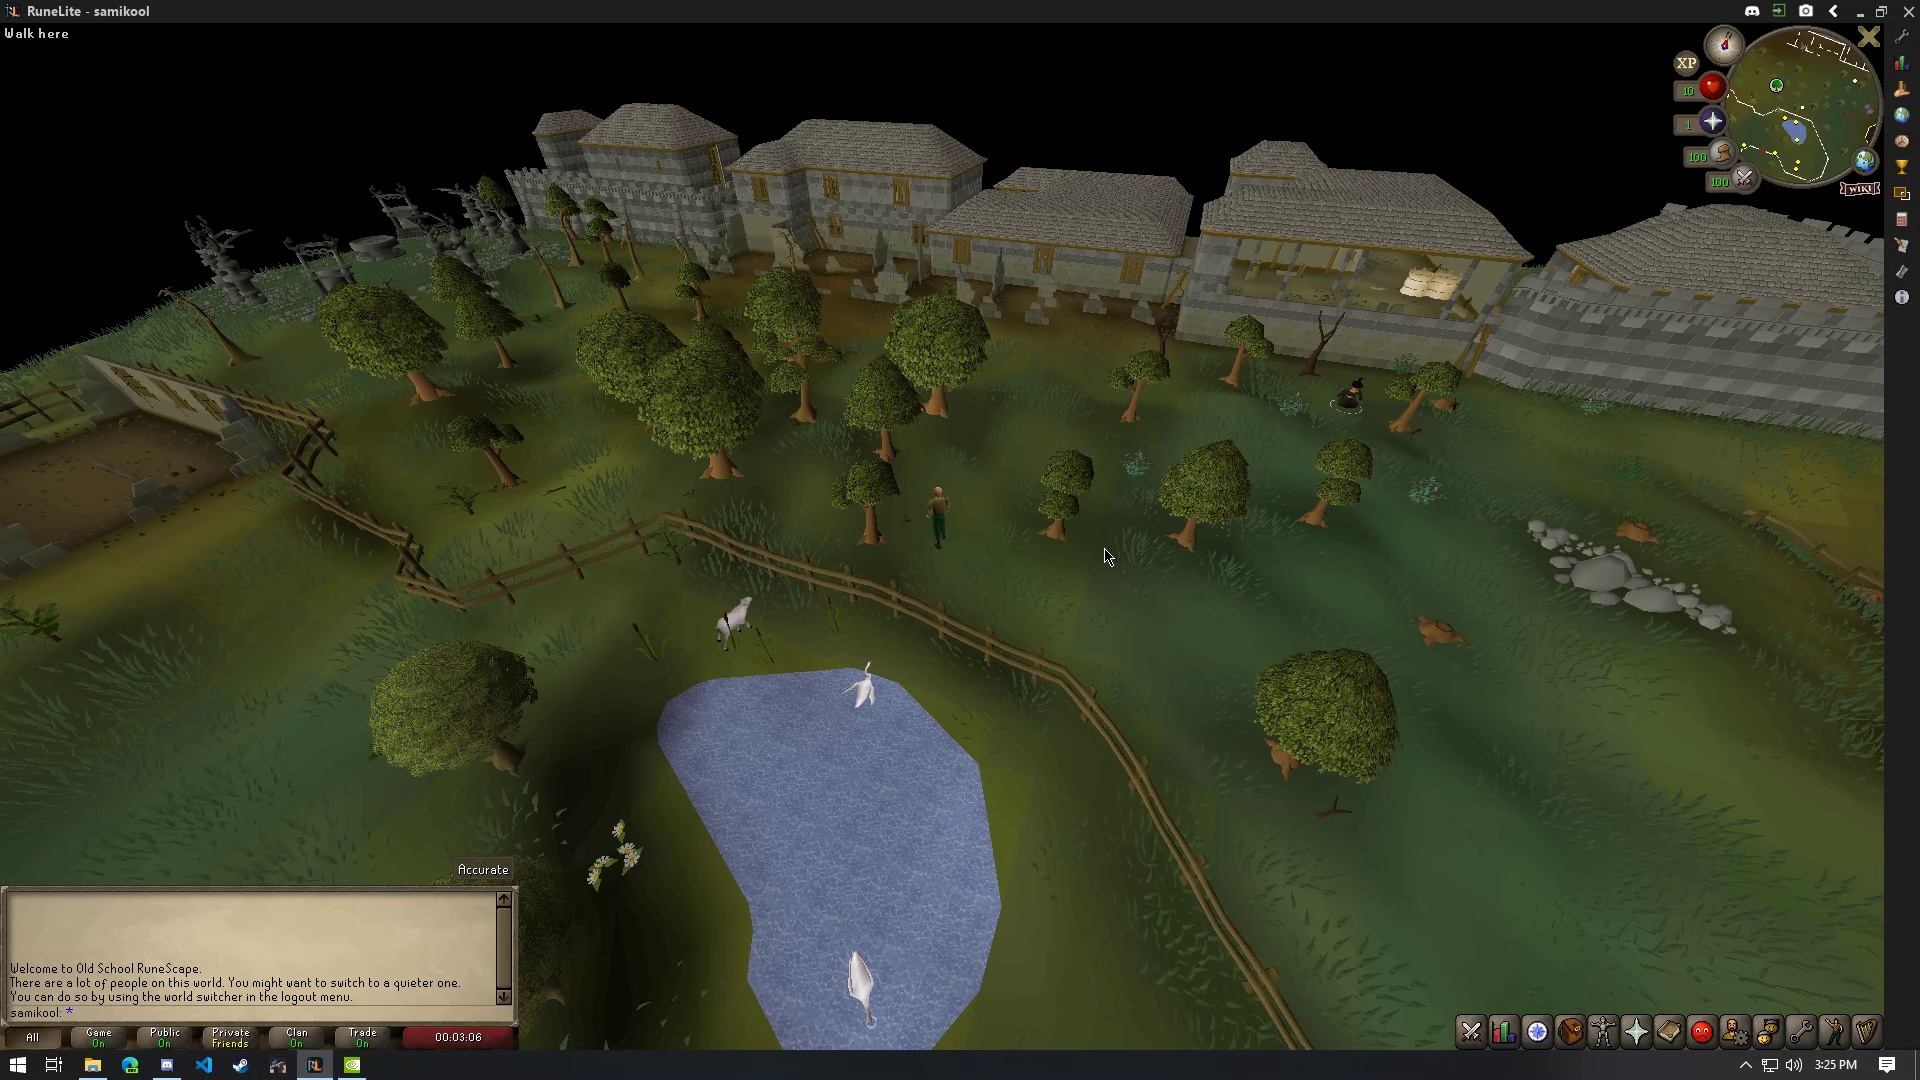 RuneLite - samikool
Walk here
XP
10
1
100
100
WIKI
Accurate
Welcome to Old School RuneScape.
There are a lot of people on this world. You might want to switch to a quieter one.
You can do so by using the world switcher in the logout menu.
samikool: *
All
Game
On
Public
On
Private
Friends
Clan
On
Trade
On
00:03:06
3:25 PM